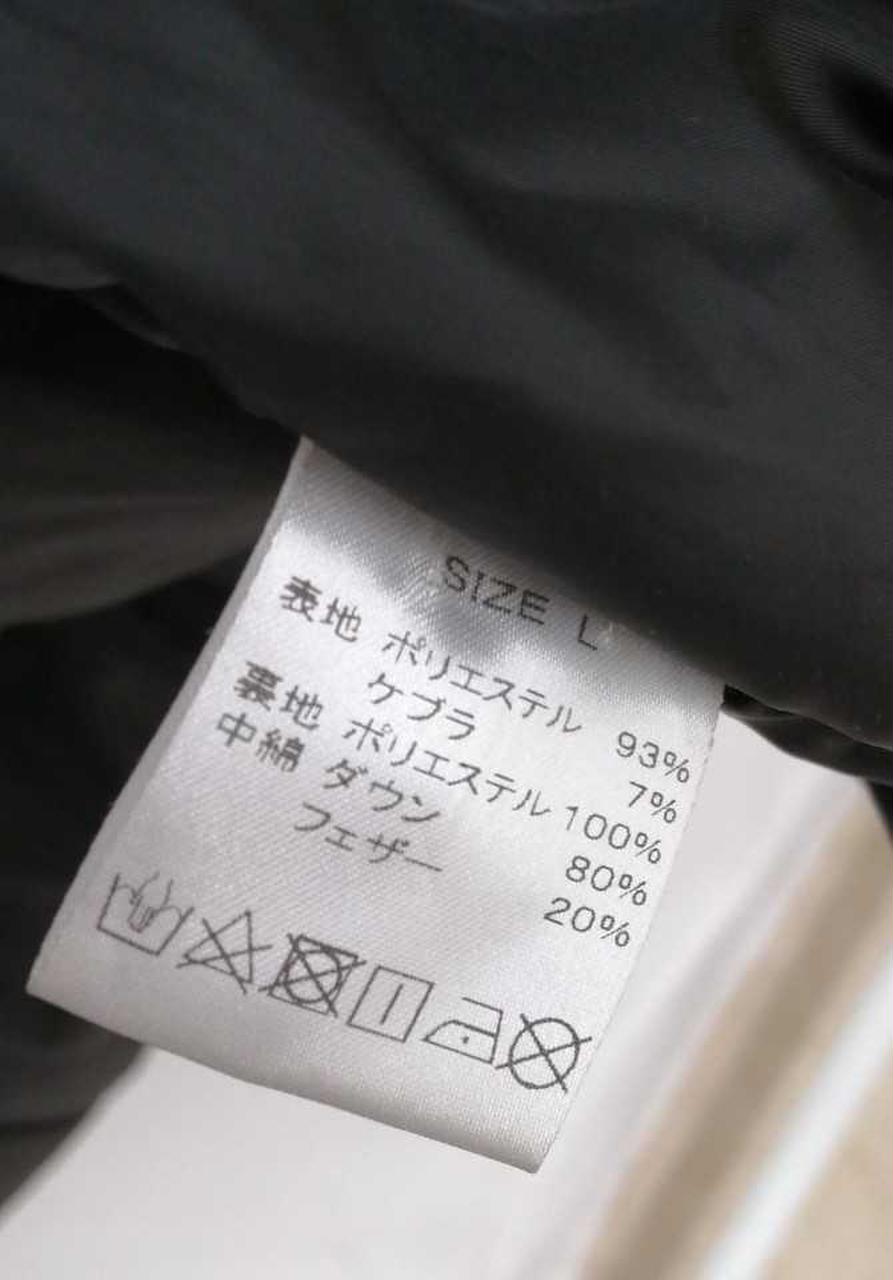 SIZE L
表地 ポリエステル 93%
ケブラ 7%
裏地 ポリエステル 100%
中綿 ダウン 80%
フェザー 20%